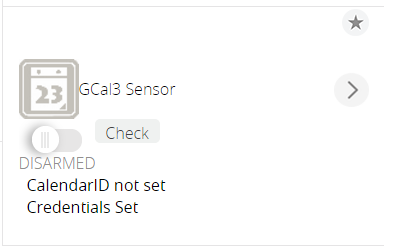 23
GCal3 Sensor
Check
DISARMED
CalendarID not set
Credentials Set